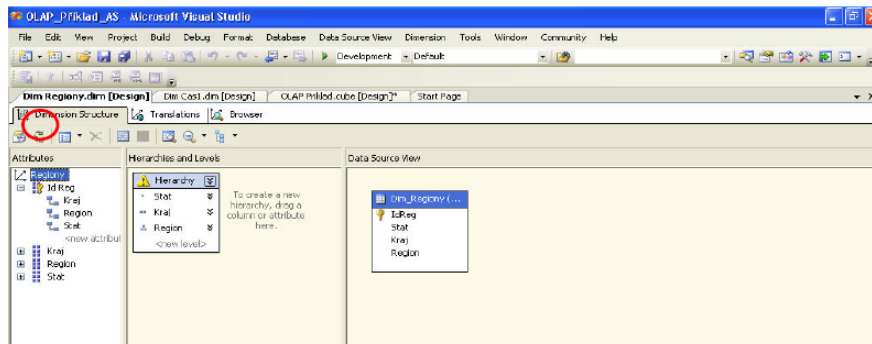 OLAP_Příklad_AS - Microsoft Visual Studio
File Edit View Project Build Debug Format Database Data Source View Dimension Tools Window Community Help
Development Default
Dim Regiony.dim [Design] Dim Cas1.dim [Design] OLAP Priklad.cube [Design]* Start Page
Dimension Structure Translations Browser
Attributes Hierarchies and Levels Data Source View
Regiony
Id Reg
Kraj
Region
Stat
<new attribut
Kraj
Region
Stat
Hierarchy
Stat
Kraj
Region
<new level>
To create a new
hierarchy, drag a
column or attribute
here.
Dim_Regiony (...
IdReg
Stat
Kraj
Region